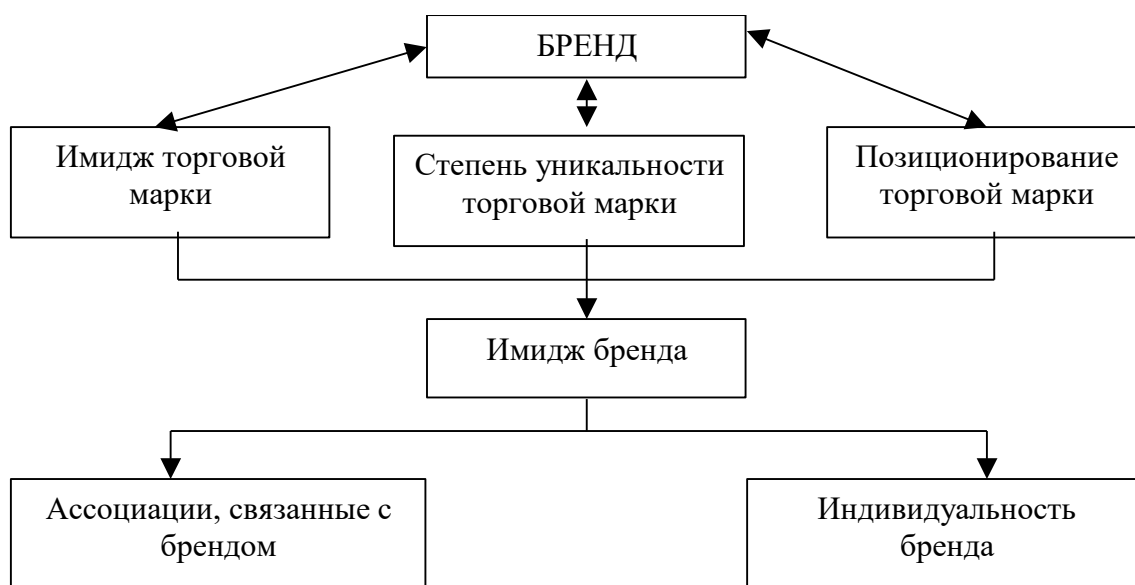 БРЕНД
Имидж торговой
марки
Степень уникальности
торговой марки
Позиционирование
торговой марки
Имидж бренда
Ассоциации, связанные с
брендом
Индивидуальность
бренда